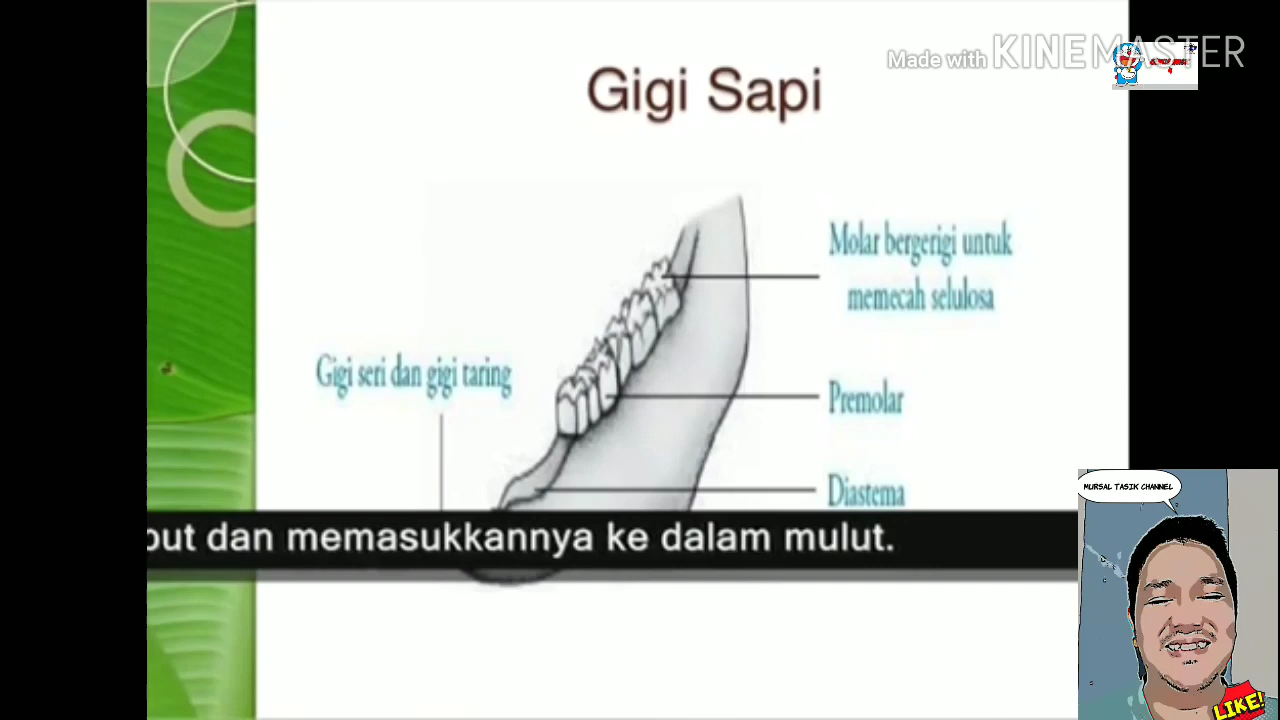 Made with KINEMASTER
Gigi Sapi
Molar bergerigi untuk
memecah selulosa
Gigi seri dan gigi taring
Premolar
Diastema
dan memasukkannya ke dalam mulut.
MURSAL TASIK CHANNEL
LIKE!